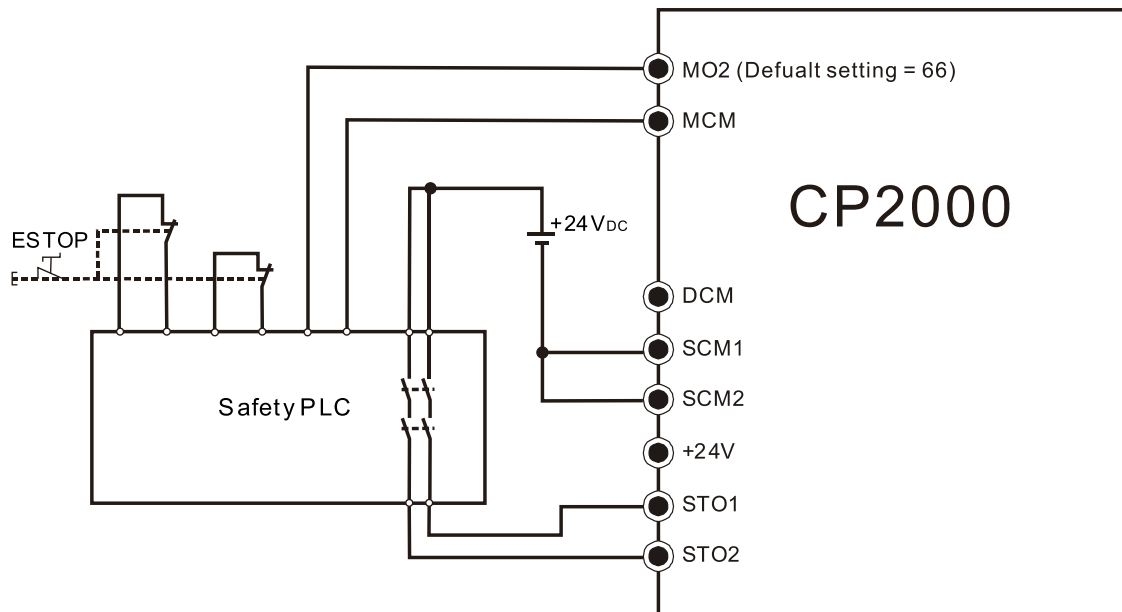 MO2 (Defualt setting = 66)
MCM
CP2000
+24VDC
ESTOP
DCM
SCM1
SCM2
Safety PLC
+24V
STO1
STO2